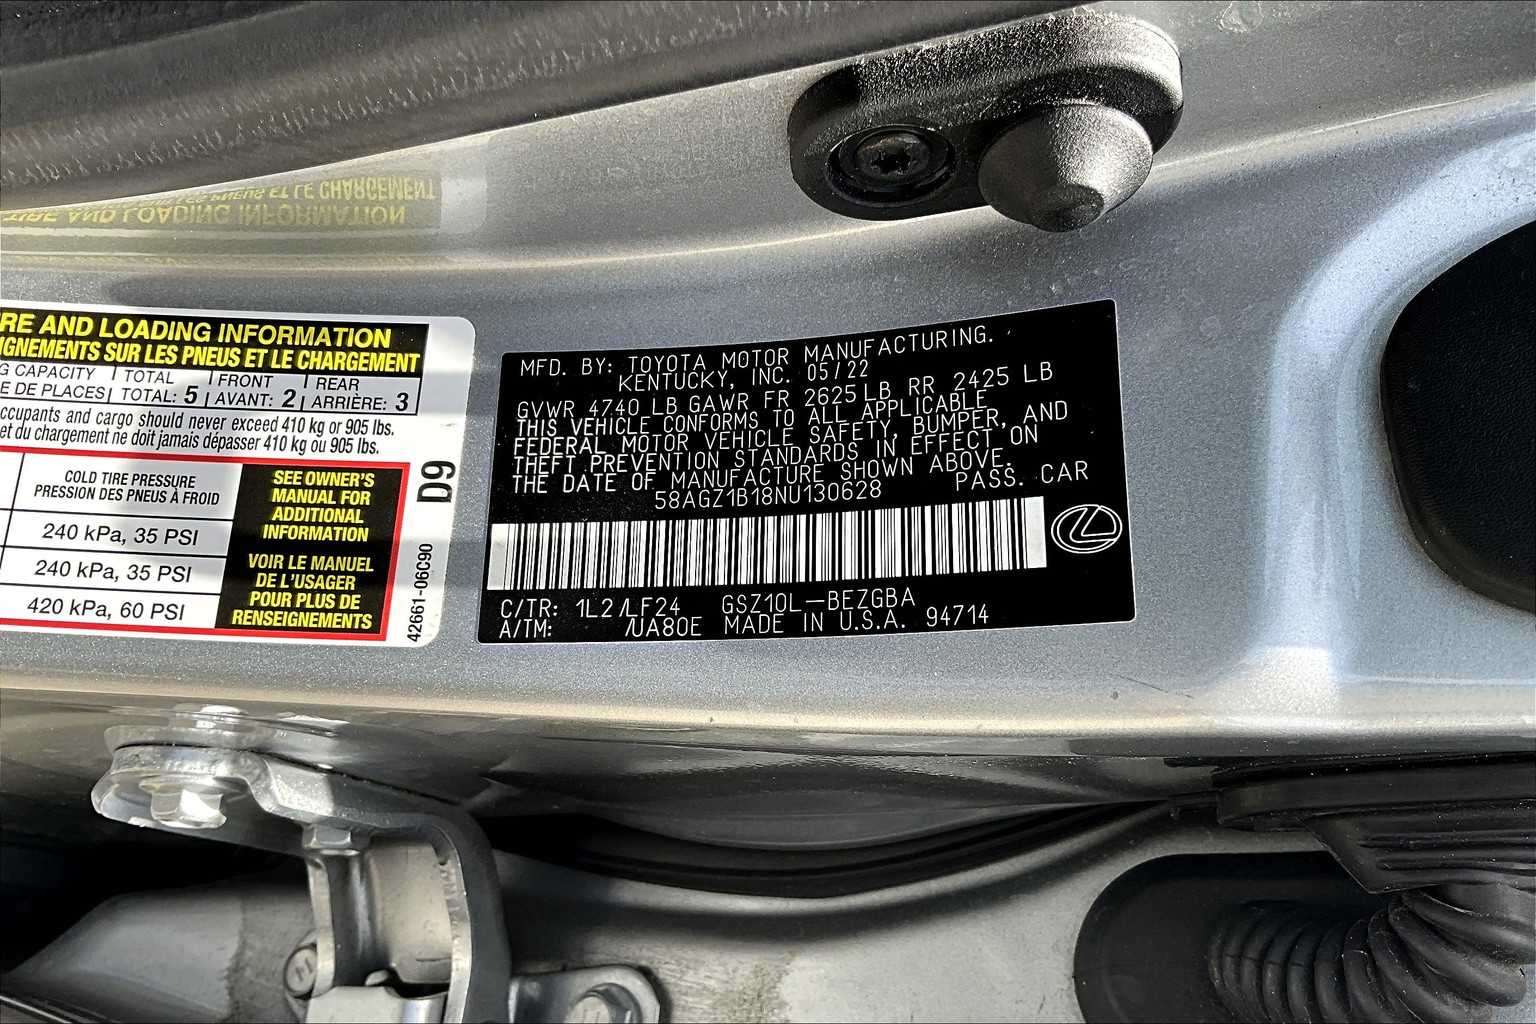 RE AND LOADING INFORMATION
IGNEMENTS SUR LES PNEUS ET LE CHARGEMENT
G CAPACITY | TOTAL | FRONT | REAR
E DE PLACES | TOTAL: 5 | AVANT: 2 | ARRIÈRE: 3
ccupants and cargo should never exceed 410 kg or 905 lbs.
et du chargement ne doit jamais dépasser 410 kg ou 905 lbs.
COLD TIRE PRESSURE
PRESSION DES PNEUS À FROID
240 kPa, 35 PSI
240 kPa, 35 PSI
420 kPa, 60 PSI
SEE OWNER'S
MANUAL FOR
ADDITIONAL
INFORMATION
VOIR LE MANUEL
DE L'USAGER
POUR PLUS DE
RENSEIGNEMENTS
D9
42661-06C90
MFD. BY: TOYOTA MOTOR MANUFACTURING.
KENTUCKY, INC. 05/22
GVWR 4740 LB GAWR FR 2625 LB RR 2425 LB
THIS VEHICLE CONFORMS TO ALL APPLICABLE
FEDERAL MOTOR VEHICLE SAFETY, BUMPER, AND
THEFT PREVENTION STANDARDS IN EFFECT ON
THE DATE OF MANUFACTURE SHOWN ABOVE.
58AGZ1B18NU130628 PASS. CAR
C/TR: 1L2/LF24 GSZ10L-BEZGBA
A/TM: /UA80E MADE IN U.S.A. 94714